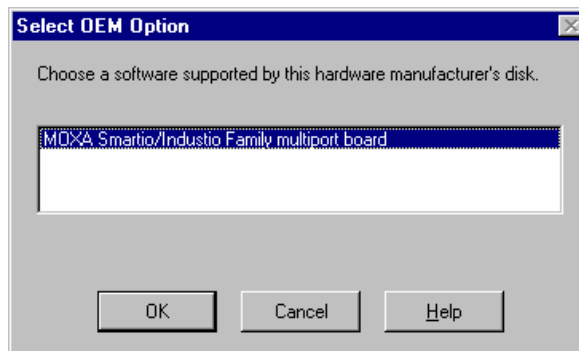 Select OEM Option
Choose a software supported by this hardware manufacturer's disk.
MOXA Smartio/Industio Family multiport board
OK
Cancel
Help